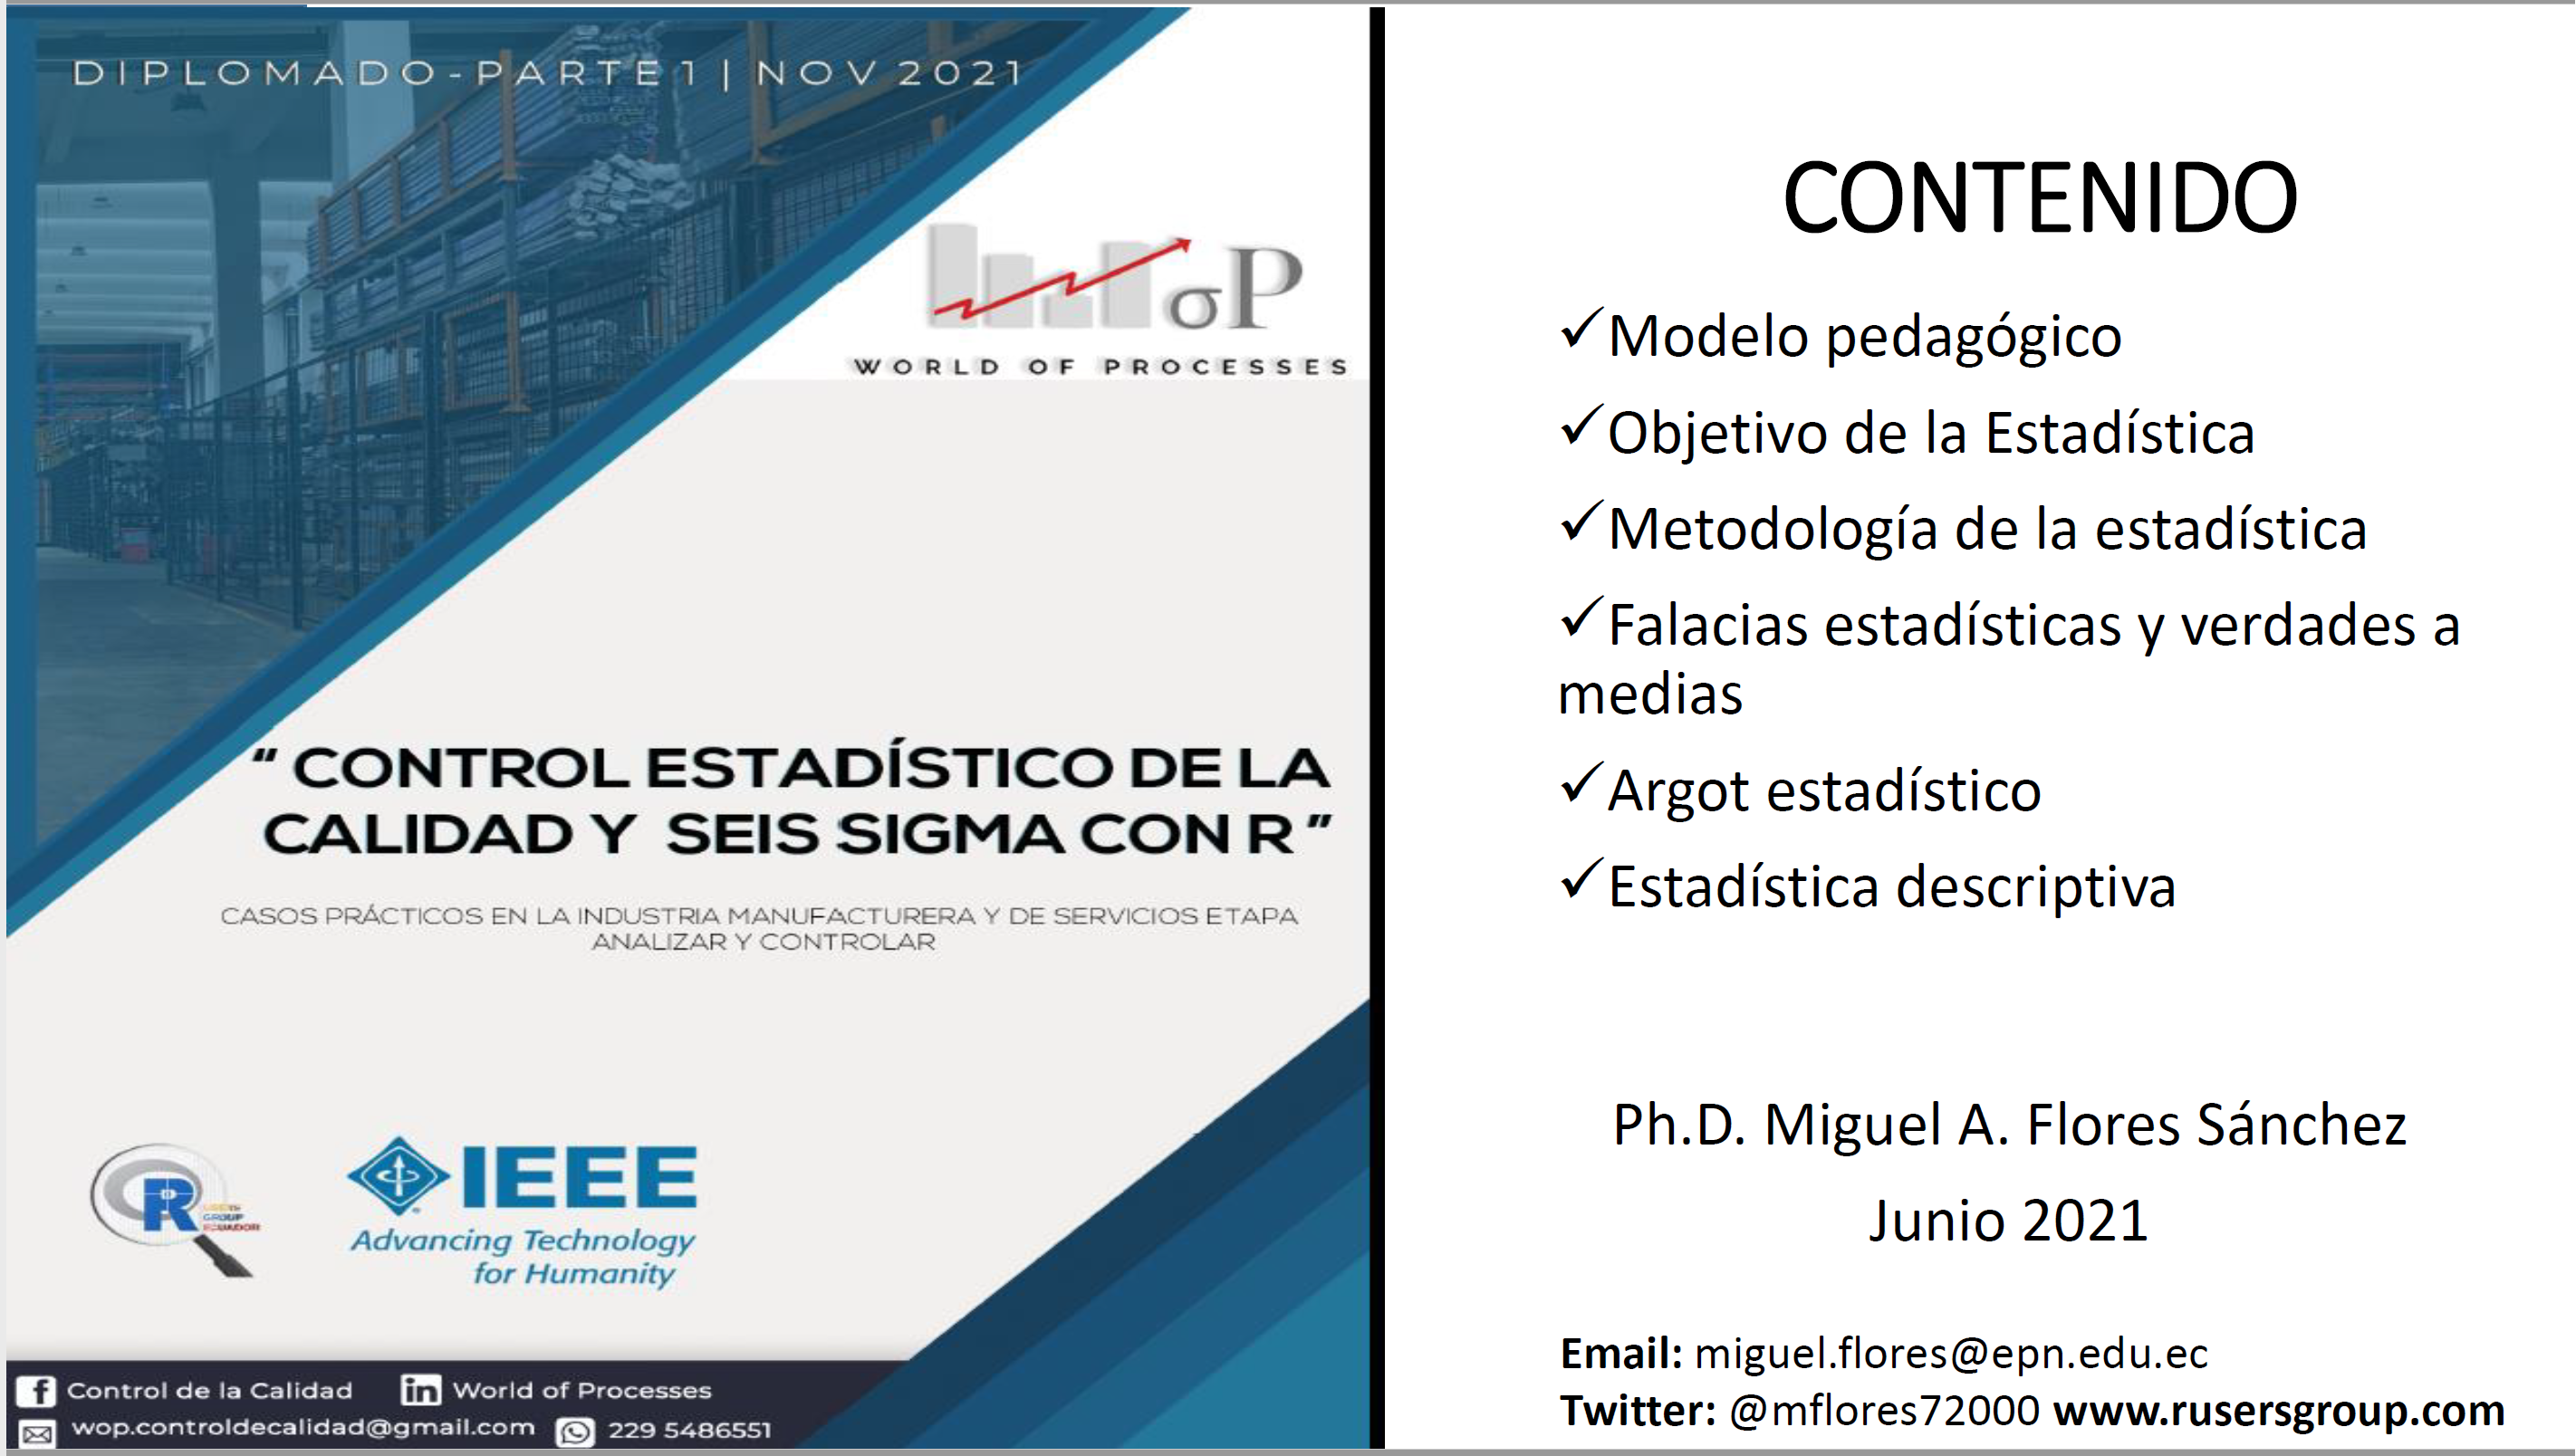 DIPLOMADO-PARTE 1 | NOV 2021
σP
WORLD OF PROCESSES
“ CONTROL ESTADÍSTICO DE LA
CALIDAD Y SEIS SIGMA CON R ”
CASOS PRÁCTICOS EN LA INDUSTRIA MANUFACTURERA Y DE SERVICIOS ETAPA
ANALIZAR Y CONTROLAR
R
USERS
GROUP
ECUADOR
IEEE
Advancing Technology
for Humanity
f Control de la Calidad in World of Processes
wop.controldecalidad@gmail.com 229 5486551
CONTENIDO
✓Modelo pedagógico
✓Objetivo de la Estadística
✓Metodología de la estadística
✓Falacias estadísticas y verdades a
medias
✓Argot estadístico
✓Estadística descriptiva
Ph.D. Miguel A. Flores Sánchez
Junio 2021
Email: miguel.flores@epn.edu.ec
Twitter: @mflores72000 www.rusersgroup.com